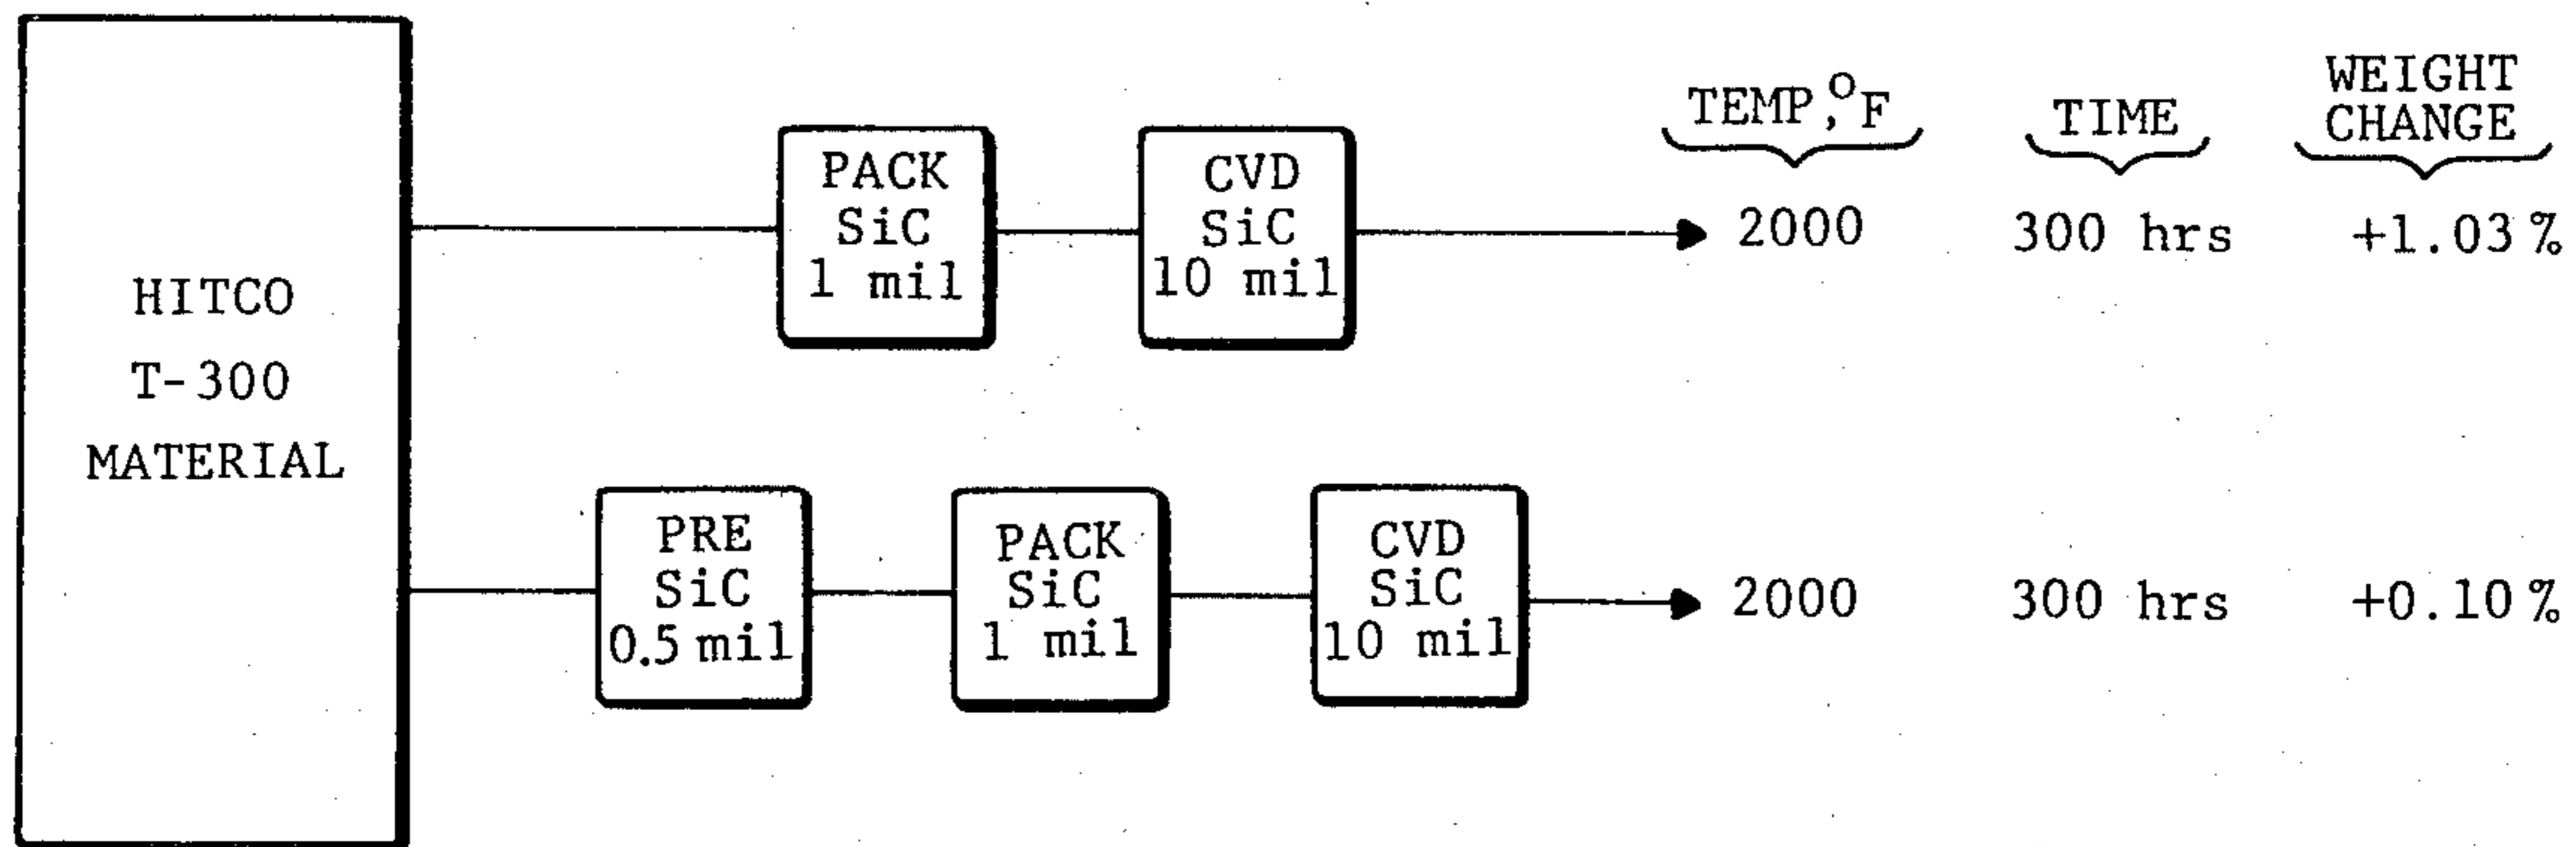 HITCO
T-300
MATERIAL
PACK
SiC
1 mil
CVD
SiC
10 mil
TEMP,°F
TIME
WEIGHT
CHANGE
2000
300 hrs
+1.03%
PRE
SiC
0.5 mil
PACK
SiC
1 mil
CVD
SiC
10 mil
2000
300 hrs
+0.10%